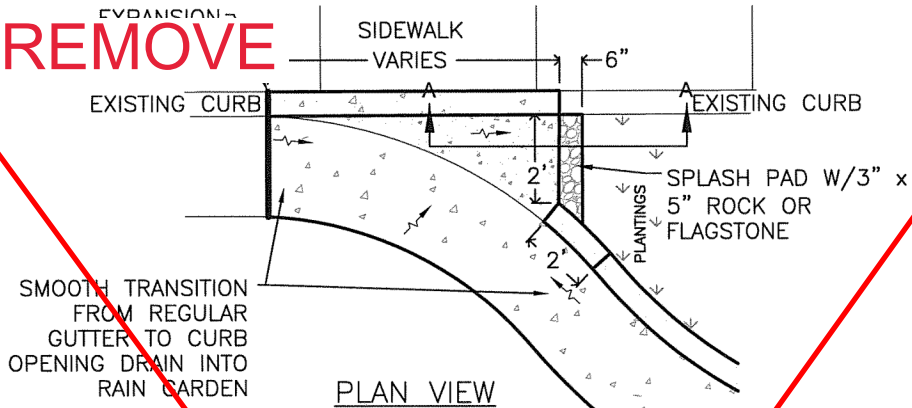 EXPANSION
REMOVE
SIDEWALK
VARIES
6"
A
A
EXISTING CURB
EXISTING CURB
2'
SPLASH PAD W/3" x
5" ROCK OR
FLAGSTONE
PLANTINGS
2'
SMOOTH TRANSITION
FROM REGULAR
GUTTER TO CURB
OPENING DRAIN INTO
RAIN GARDEN
PLAN VIEW